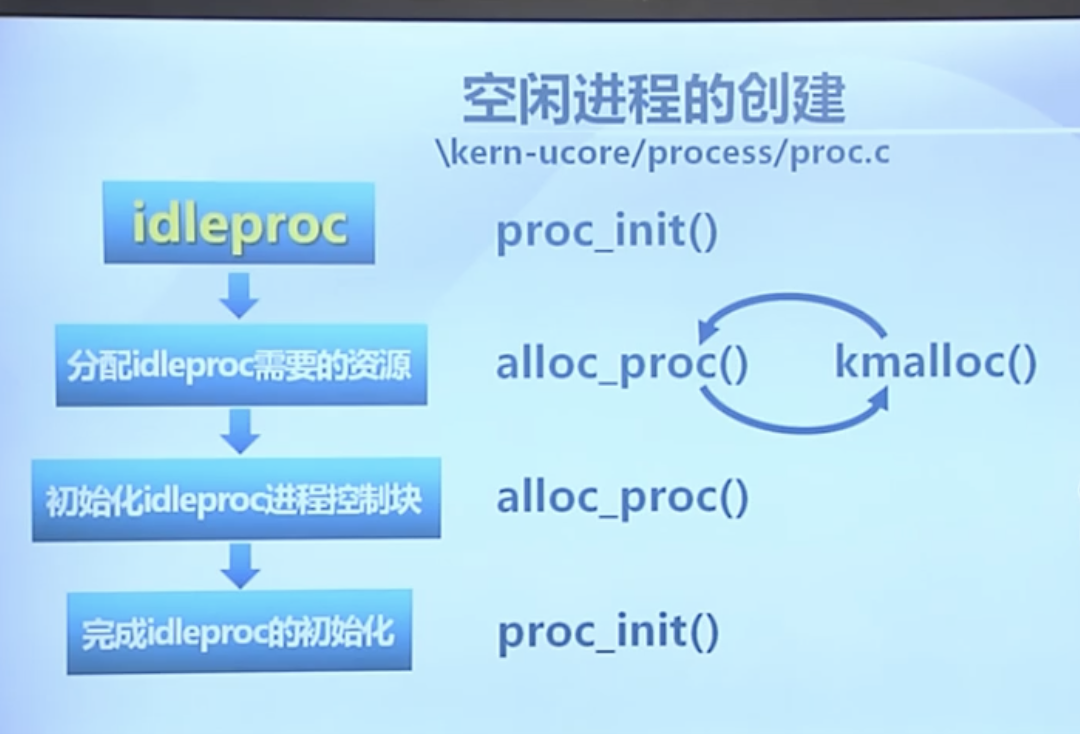 空闲进程的创建
\kern-ucore/process/proc.c
idleproc
proc_init()
分配idleproc需要的资源
alloc_proc()
kmalloc()
初始化idleproc进程控制块
alloc_proc()
完成idleproc的初始化
proc_init()